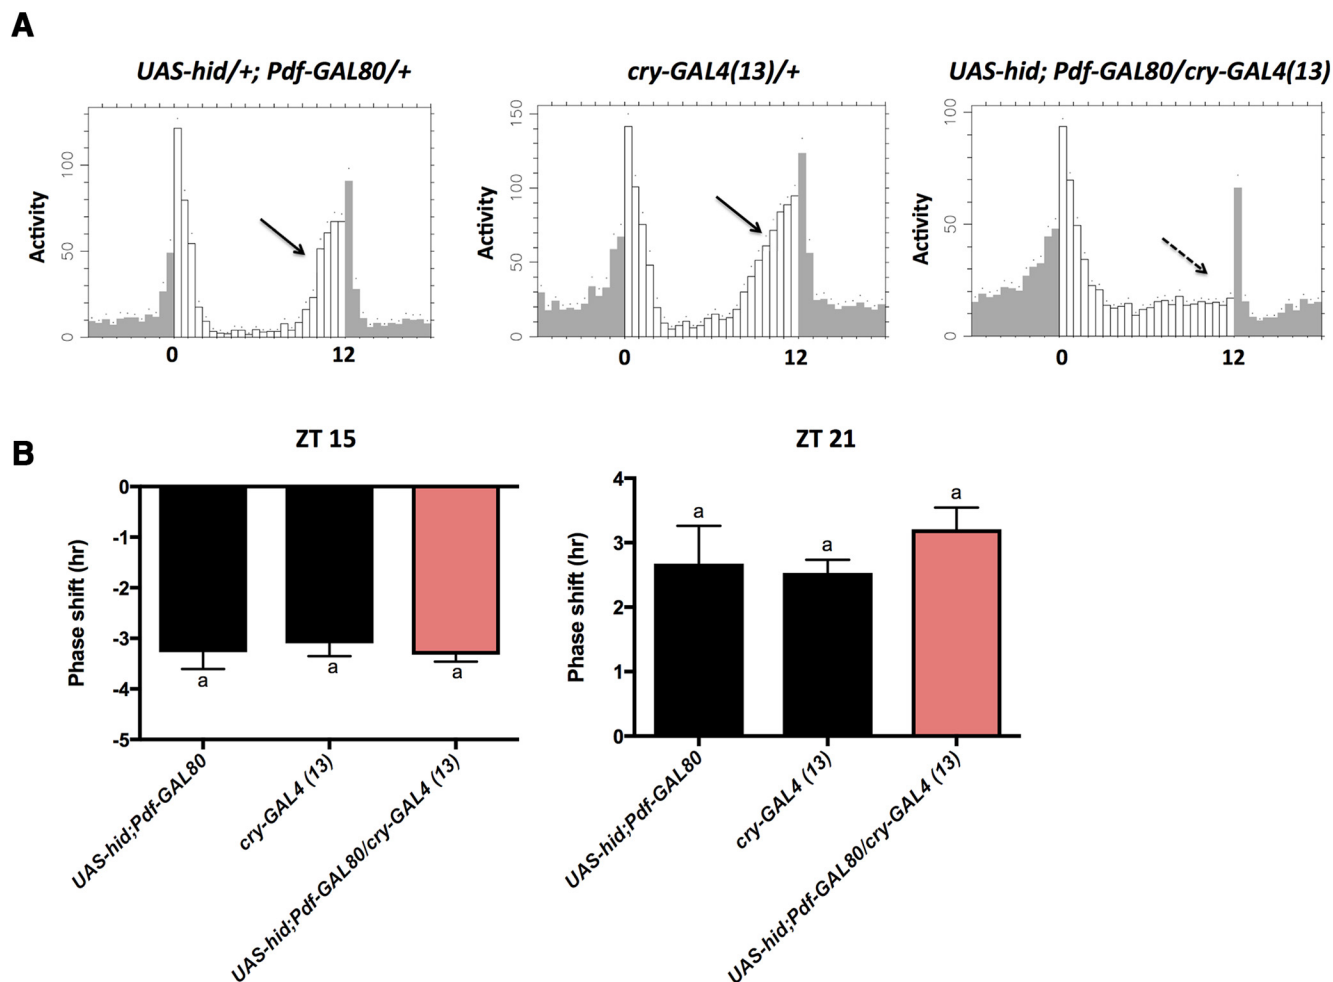 A
UAS-hid/+; Pdf-GAL80/+
cry-GAL4(13)/+
UAS-hid; Pdf-GAL80/cry-GAL4(13)
Activity
0
50
100
0
12
Activity
0
50
100
150
0
12
Activity
0
50
100
0
12
B
ZT 15
Phase shift (hr)
0
-1
-2
-3
-4
-5
a
a
a
UAS-hid;Pdf-GAL80
cry-GAL4 (13)
UAS-hid;Pdf-GAL80/cry-GAL4 (13)
ZT 21
Phase shift (hr)
4
3
2
1
0
a
a
a
UAS-hid;Pdf-GAL80
cry-GAL4 (13)
UAS-hid;Pdf-GAL80/cry-GAL4 (13)